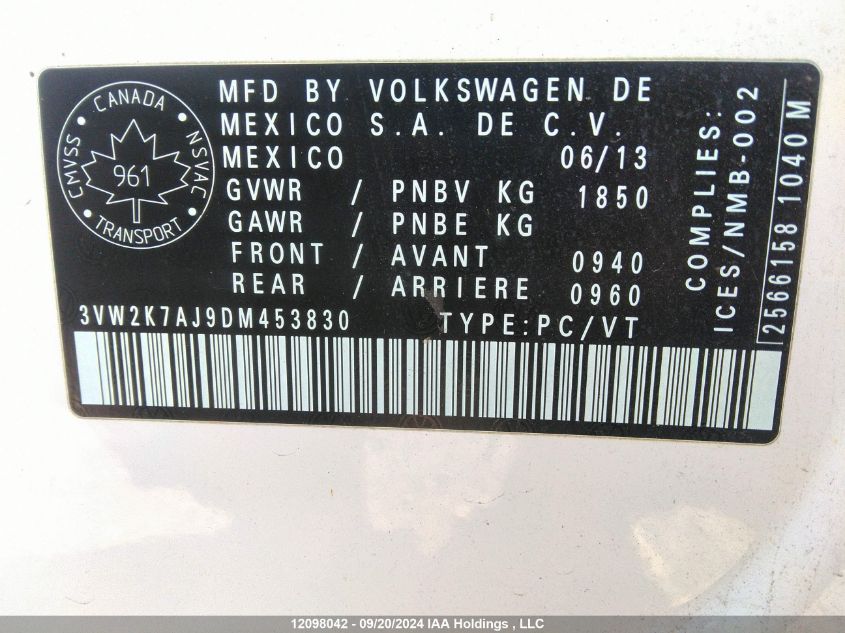 CMVSS CANADA NSVAC TRANSPORT
961
MFD BY VOLKSWAGEN DE
MEXICO S.A. DE C.V.
MEXICO 06/13
GVWR / PNBV KG 1850
GAWR / PNBE KG
FRONT / AVANT 0940
REAR / ARRIERE 0960
3VW2K7AJ9DM453830 TYPE:PC/VT
COMPLIES:
ICES/NMB-002
2566158 1040 M
12098042 - 09/20/2024 IAA Holdings , LLC